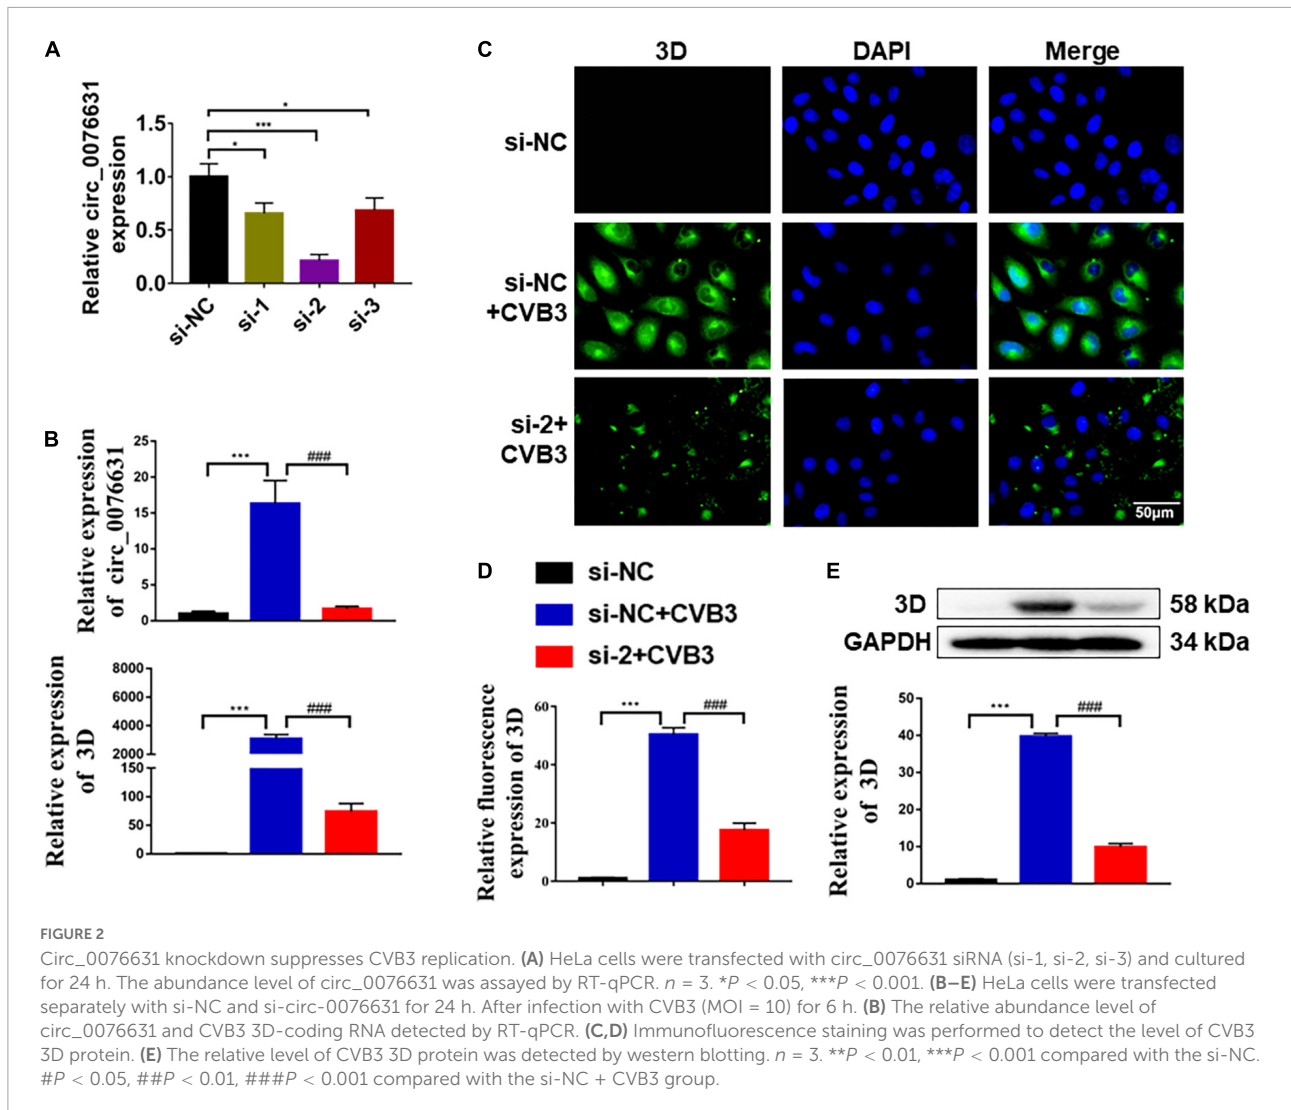 A
Relative circ_0076631
expression
1.5
1.0
0.5
0.0
*
***
*
si-NC
si-1
si-2
si-3
B
Relative expression
of circ_0076631
25
20
15
10
5
0
***
###
Relative expression
of 3D
8000
6000
4000
2000
150
100
50
0
***
###
C
3D
DAPI
Merge
si-NC
si-NC
+CVB3
si-2+
CVB3
50μm
D
si-NC
si-NC+CVB3
si-2+CVB3
Relative fluorescence
expression of 3D
60
40
20
0
***
###
E
3D
58 kDa
GAPDH
34 kDa
Relative expression
of 3D
50
40
30
20
10
0
***
###
FIGURE 2
Circ_0076631 knockdown suppresses CVB3 replication. (A) HeLa cells were transfected with circ_0076631 siRNA (si-1, si-2, si-3) and cultured
for 24 h. The abundance level of circ_0076631 was assayed by RT-qPCR. n = 3. *P < 0.05, ***P < 0.001. (B–E) HeLa cells were transfected
separately with si-NC and si-circ-0076631 for 24 h. After infection with CVB3 (MOI = 10) for 6 h. (B) The relative abundance level of
circ_0076631 and CVB3 3D-coding RNA detected by RT-qPCR. (C,D) Immunofluorescence staining was performed to detect the level of CVB3
3D protein. (E) The relative level of CVB3 3D protein was detected by western blotting. n = 3. **P < 0.01, ***P < 0.001 compared with the si-NC.
#P < 0.05, ##P < 0.01, ###P < 0.001 compared with the si-NC + CVB3 group.